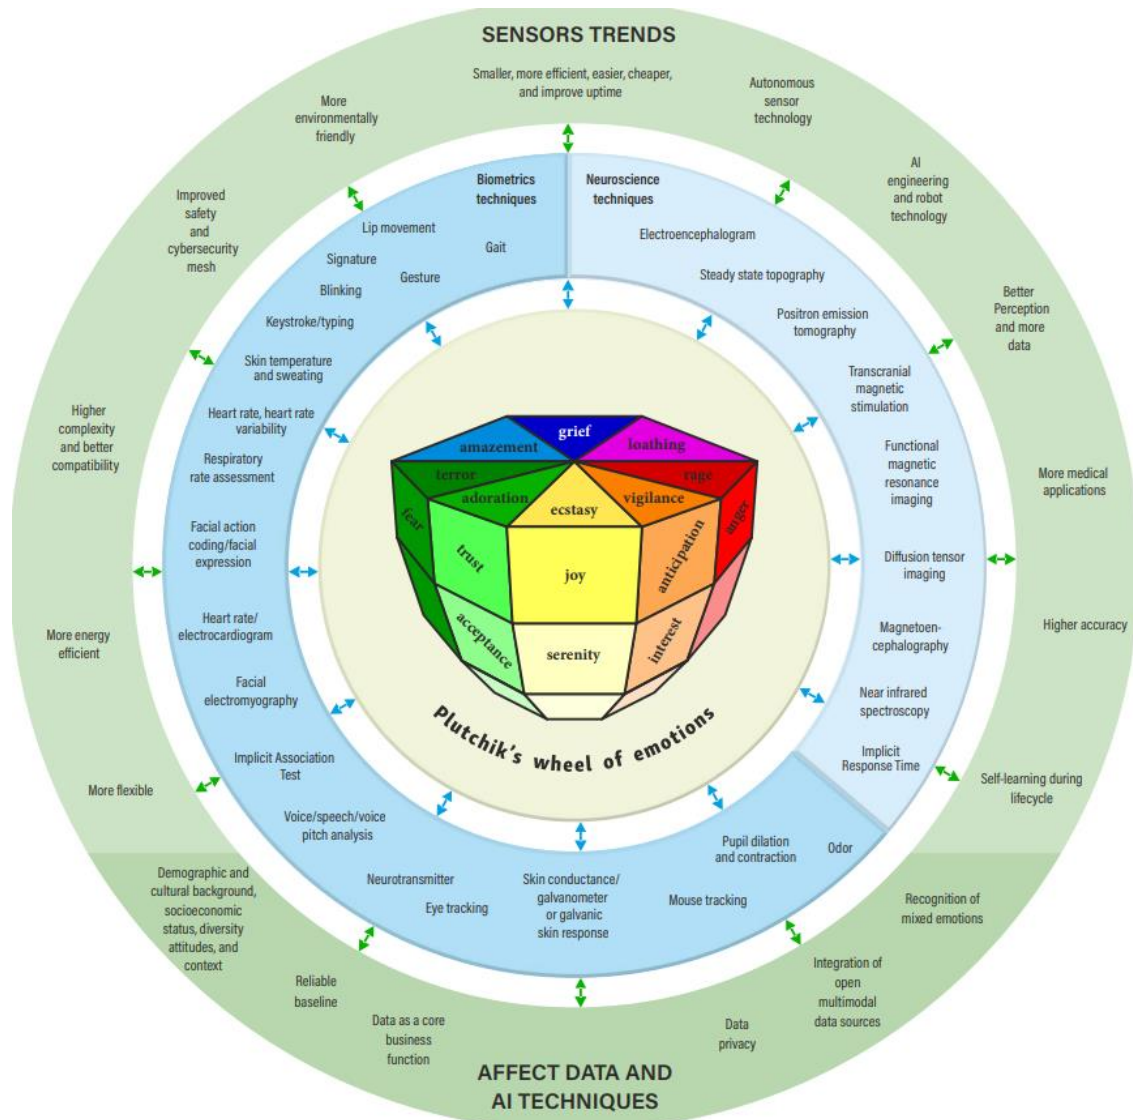 SENSORS TRENDS
Smaller, more efficient, easier, cheaper,
and improve uptime
More
environmentally
friendly
Autonomous
sensor
technology
Improved
safety
and
cybersecurity
mesh
AI
engineering
and robot
technology
Better
Perception
and more
data
Higher
complexity
and better
compatibility
More medical
applications
More energy
efficient
Higher accuracy
More flexible
Self-learning during
lifecycle
Biometrics
techniques
Lip movement
Gait
Signature
Gesture
Blinking
Keystroke/typing
Skin temperature
and sweating
Heart rate, heart rate
variability
Respiratory
rate assessment
Facial action
coding/facial
expression
Heart rate/
electrocardiogram
Facial
electromyography
Implicit Association
Test
Voice/speech/voice
pitch analysis
Neurotransmitter
Eye tracking
Skin conductance/
galvanometer
or galvanic
skin response
Mouse tracking
Pupil dilation
and contraction
Odor
Neuroscience
techniques
Electroencephalogram
Steady state topography
Positron emission
tomography
Transcranial
magnetic
stimulation
Functional
magnetic
resonance
imaging
Diffusion tensor
imaging
Magnetoen-
cephalography
Near infrared
spectroscopy
Implicit
Response Time
grief
amazement
loathing
terror
rage
adoration
ecstasy
vigilance
fear
anger
trust
joy
anticipation
acceptance
serenity
interest
Plutchik's wheel of emotions
Demographic and
cultural background,
socioeconomic
status, diversity
attitudes, and
context
Reliable
baseline
Data as a core
business
function
Data
privacy
Integration of
open
multimodal
data sources
Recognition of
mixed emotions
AFFECT DATA AND
AI TECHNIQUES